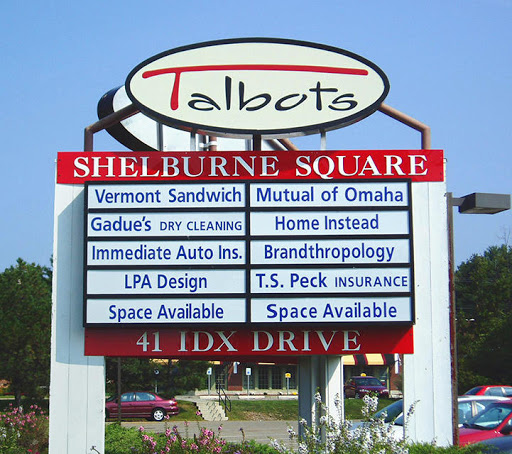 Talbots
SHELBURNE SQUARE
Vermont Sandwich Mutual of Omaha
Gadue's DRY CLEANING Home Instead
Immediate Auto Ins. Brandthropology
LPA Design T.S. Peck INSURANCE
Space Available Space Available
41 IDX DRIVE